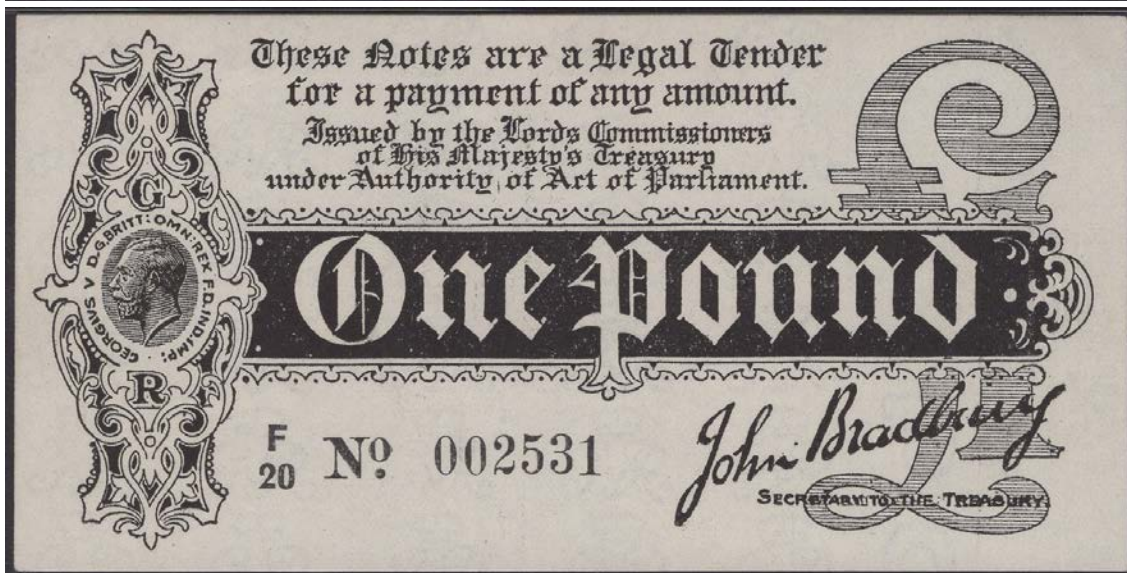 These Notes are a Legal Tender
for a payment of any amount.
Issued by the Lords Commissioners
of His Majesty's Treasury
under Authority of Act of Parliament.
£1
G
GEORGIVS V D.G.BRITT: OMN: REX F.D. IND: IMP:
R
One Pound
F
20 Nº 002531
John Bradbury
SECRETARY TO THE TREASURY.
£1